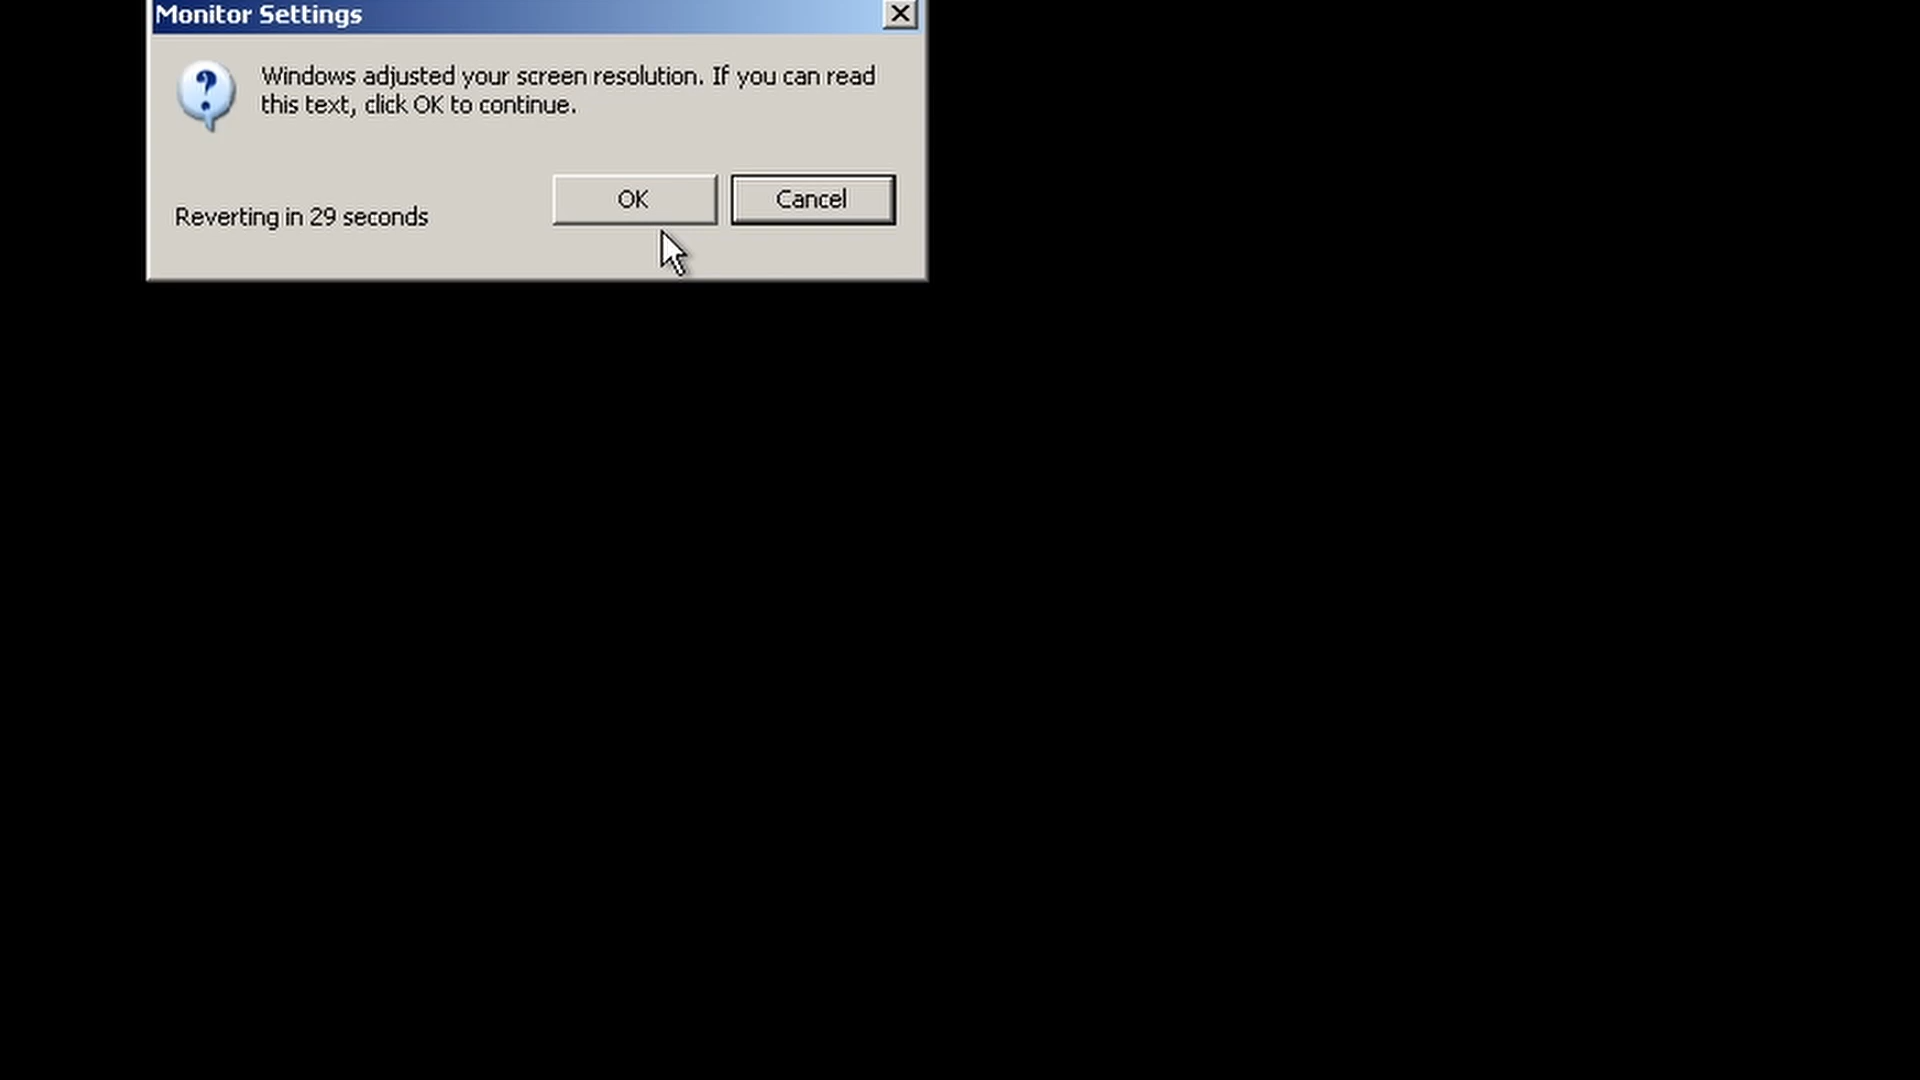 Monitor Settings
Windows adjusted your screen resolution. If you can read
this text, click OK to continue.
OK
Cancel
Reverting in 29 seconds